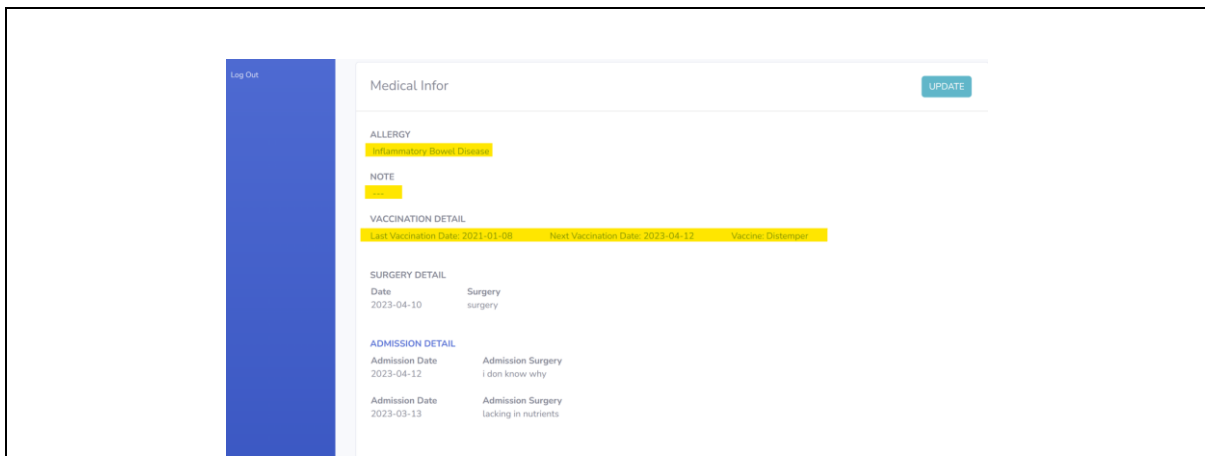 Log Out
Medical Infor
UPDATE
ALLERGY
Inflammatory Bowel Disease
NOTE
---
VACCINATION DETAIL
Last Vaccination Date: 2021-01-08 Next Vaccination Date: 2023-04-12 Vaccine: Distemper
SURGERY DETAIL
Date Surgery
2023-04-10 surgery
ADMISSION DETAIL
Admission Date Admission Surgery
2023-04-12 i don know why
Admission Date Admission Surgery
2023-03-13 lacking in nutrients